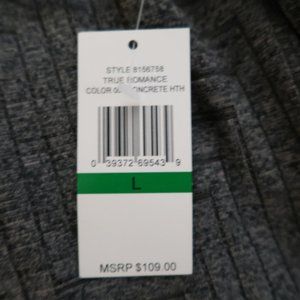 STYLE 8156758
TRUE ROMANCE
COLOR CONCRETE HTH
0 39372 69543 9
L
MSRP $109.00